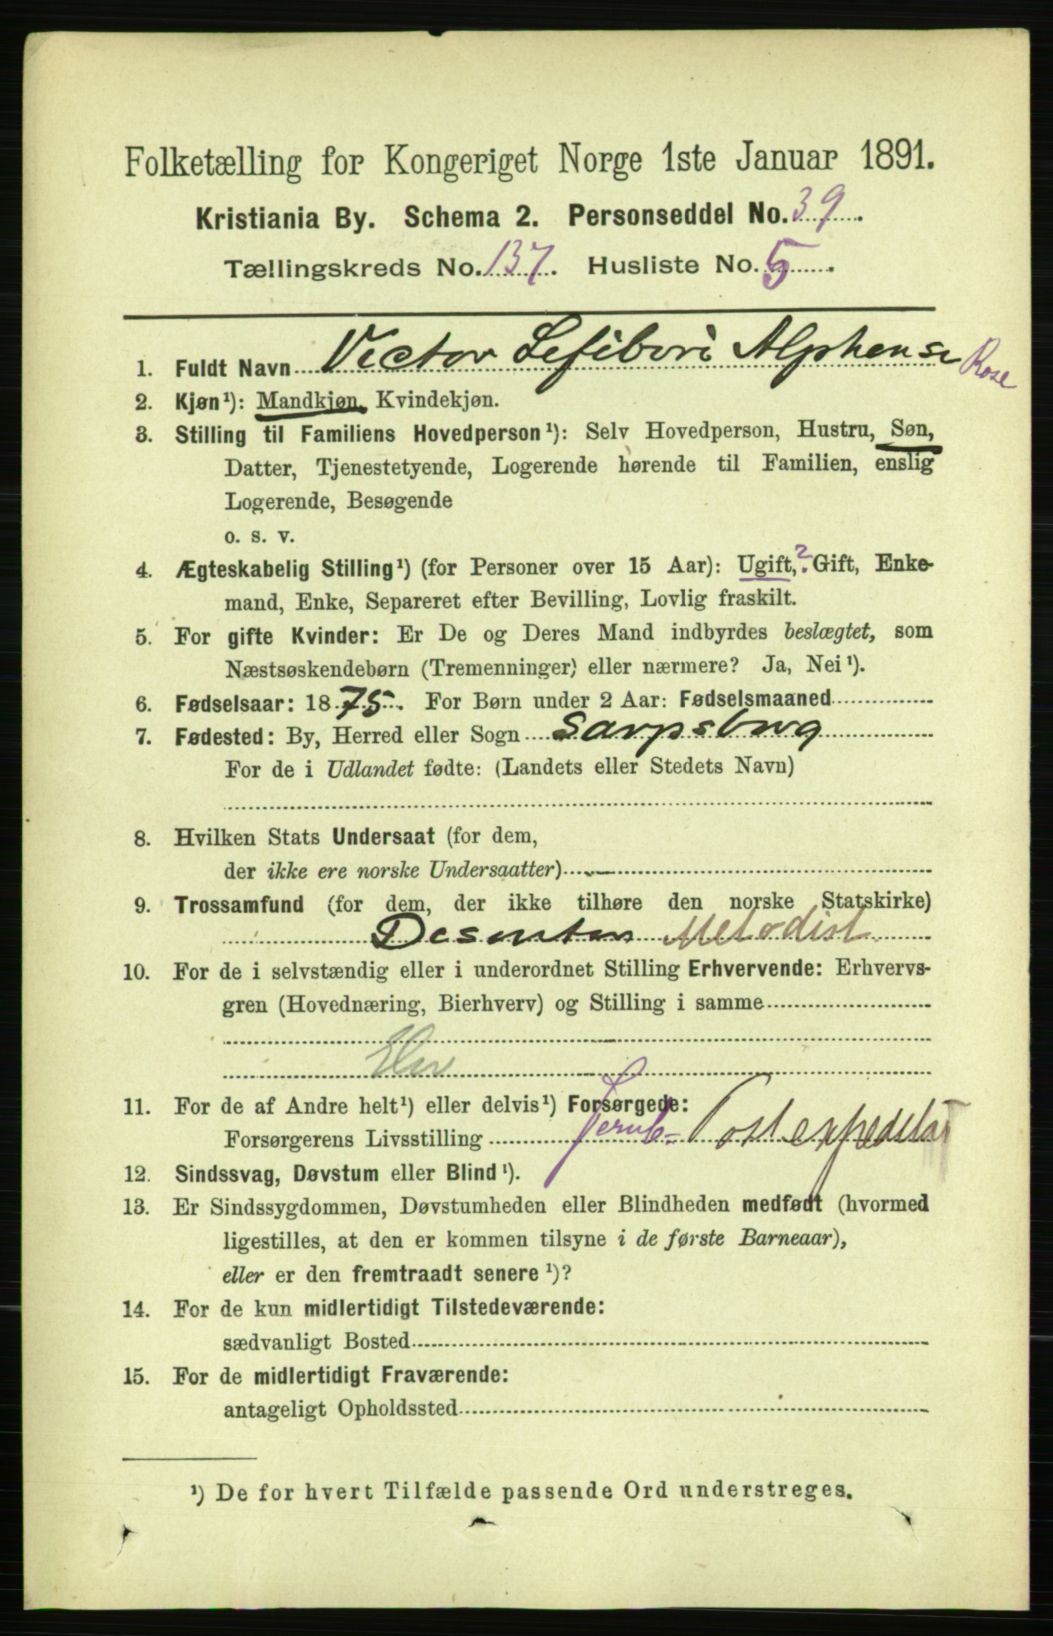 Folketælling for Kongeriget Norge 1ste Januar 1891.
Kristiania By. Schema 2. Personseddel No. 39.
Tællingskreds No. 137. Husliste No. 5.
1. Fuldt Navn Victor Lefibori Alphense Rose
2. Kjøn¹): Mandkjøn, Kvindekjøn.
3. Stilling til Familiens Hovedperson¹): Selv Hovedperson, Hustru, Søn,
Datter, Tjenestetyende, Logerende hørende til Familien, enslig
Logerende, Besøgende
o. s. v.
4. Ægteskabelig Stilling¹) (for Personer over 15 Aar): Ugift,? Gift, Enke-
mand, Enke, Separeret efter Bevilling, Lovlig fraskilt.
5. For gifte Kvinder: Er De og Deres Mand indbyrdes beslægtet, som
Næstsøskendebørn (Tremenninger) eller nærmere? Ja, Nei¹).
6. Fødselsaar: 1875. For Børn under 2 Aar: Fødselsmaaned
7. Fødested: By, Herred eller Sogn Sarpsborg
For de i Udlandet fødte: (Landets eller Stedets Navn)
8. Hvilken Stats Undersaat (for dem,
der ikke ere norske Undersaatter)
9. Trossamfund (for dem, der ikke tilhøre den norske Statskirke)
Desenter Metodist
10. For de i selvstændig eller i underordnet Stilling Erhvervende: Erhvervs-
gren (Hovednæring, Bierhverv) og Stilling i samme
Elev
11. For de af Andre helt¹) eller delvis¹) Forsørgede:
Forsørgerens Livsstilling Jernb- Postexpeditør
12. Sindssvag, Døvstum eller Blind¹).
13. Er Sindssygdommen, Døvstumheden eller Blindheden medfødt (hvormed
ligestilles, at den er kommen tilsyne i de første Barneaar),
eller er den fremtraadt senere¹)?
14. For de kun midlertidigt Tilstedeværende:
sædvanligt Bosted
15. For de midlertidigt Fraværende:
antageligt Opholdssted
¹) De for hvert Tilfælde passende Ord understreges.